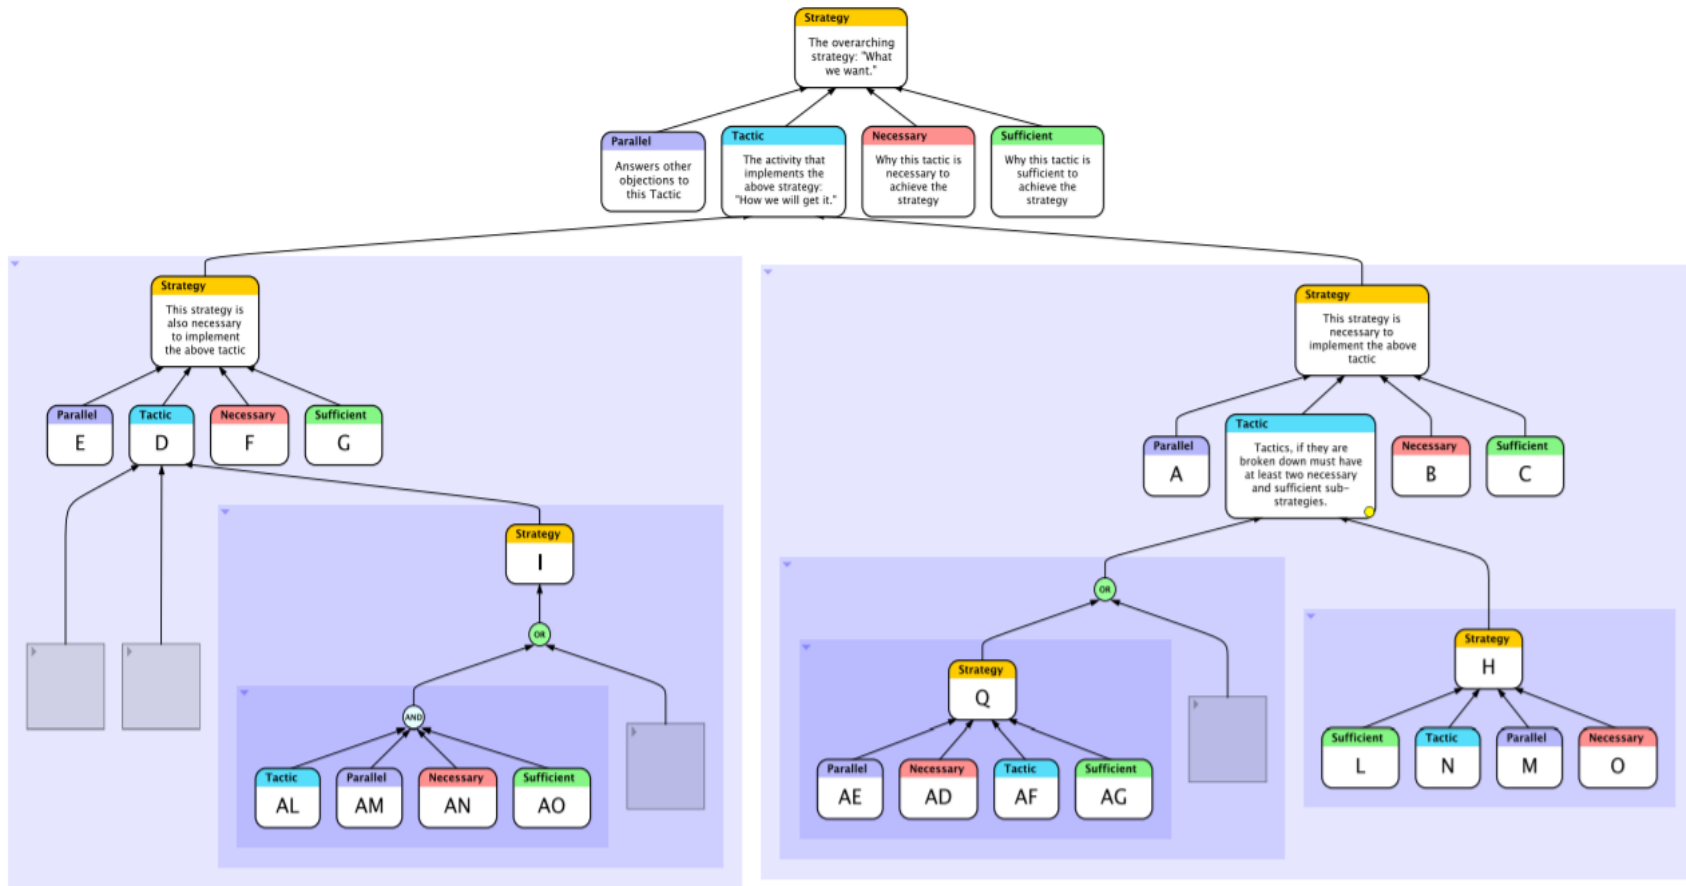 Strategy
The overarching
strategy: "What
we want."
Parallel
Answers other
objections to
this Tactic
Tactic
The activity that
implements the
above strategy:
"How we will get it."
Necessary
Why this tactic is
necessary to
achieve the
strategy
Sufficient
Why this tactic is
sufficient to
achieve the
strategy
Strategy
This strategy is
also necessary
to implement
the above tactic
Parallel
E
Tactic
D
Necessary
F
Sufficient
G
Strategy
I
OR
AND
Tactic
AL
Parallel
AM
Necessary
AN
Sufficient
AO
Strategy
This strategy is
necessary to
implement the above
tactic
Parallel
A
Tactic
Tactics, if they are
broken down must have
at least two necessary
and sufficient sub-
strategies.
Necessary
B
Sufficient
C
OR
Strategy
Q
Parallel
AE
Necessary
AD
Tactic
AF
Sufficient
AG
Strategy
H
Sufficient
L
Tactic
N
Parallel
M
Necessary
O